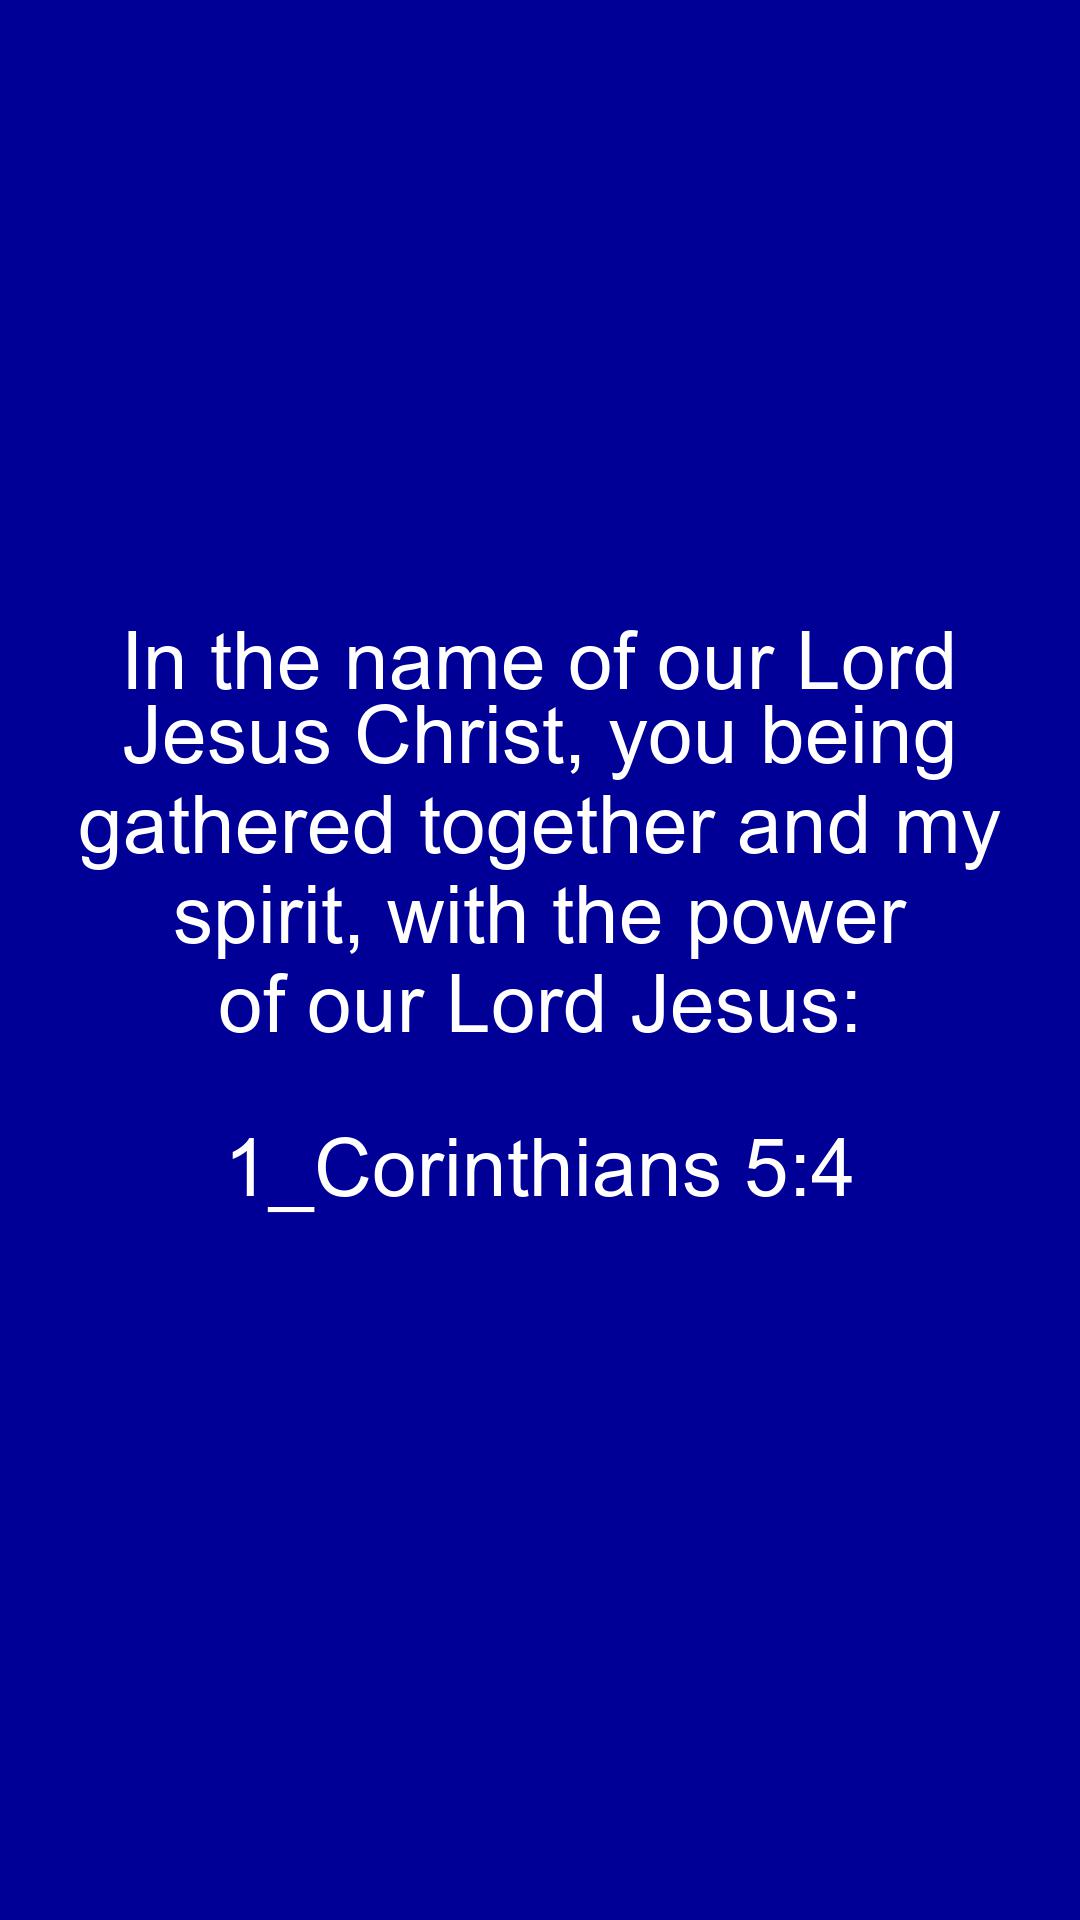 In the name of our Lord
Jesus Christ, you being
gathered together and my
spirit, with the power
of our Lord Jesus:
1_Corinthians 5:4